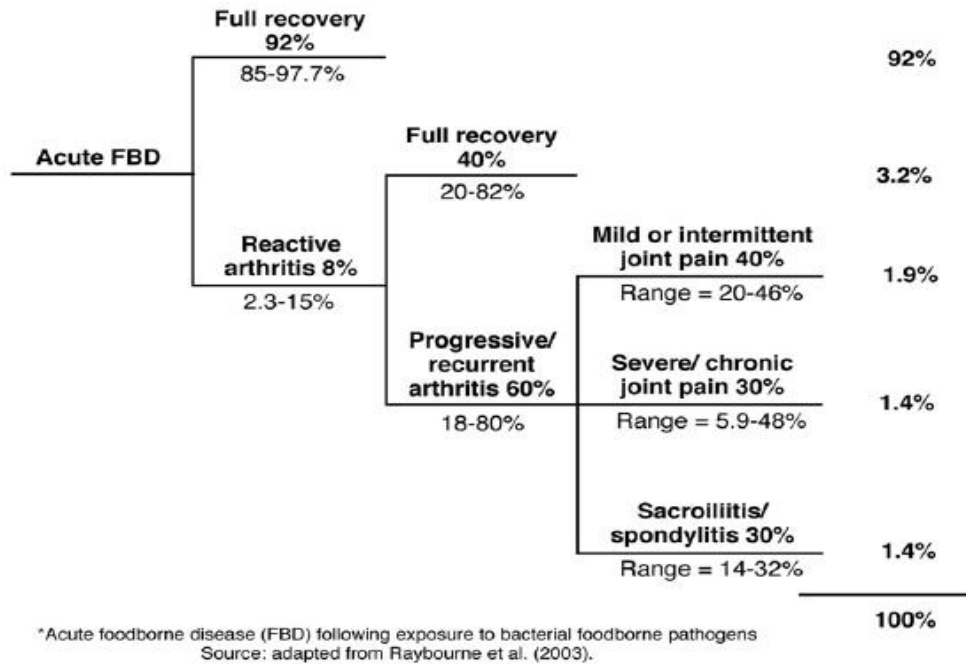 Full recovery
92%
85-97.7%
92%
Acute FBD
Full recovery
40%
20-82%
3.2%
Reactive
arthritis 8%
2.3-15%
Mild or intermittent
joint pain 40%
Range = 20-46%
1.9%
Progressive/
recurrent
arthritis 60%
18-80%
Severe/ chronic
joint pain 30%
Range = 5.9-48%
1.4%
Sacroiliitis/
spondylitis 30%
Range = 14-32%
1.4%
100%
*Acute foodborne disease (FBD) following exposure to bacterial foodborne pathogens
Source: adapted from Raybourne et al. (2003).